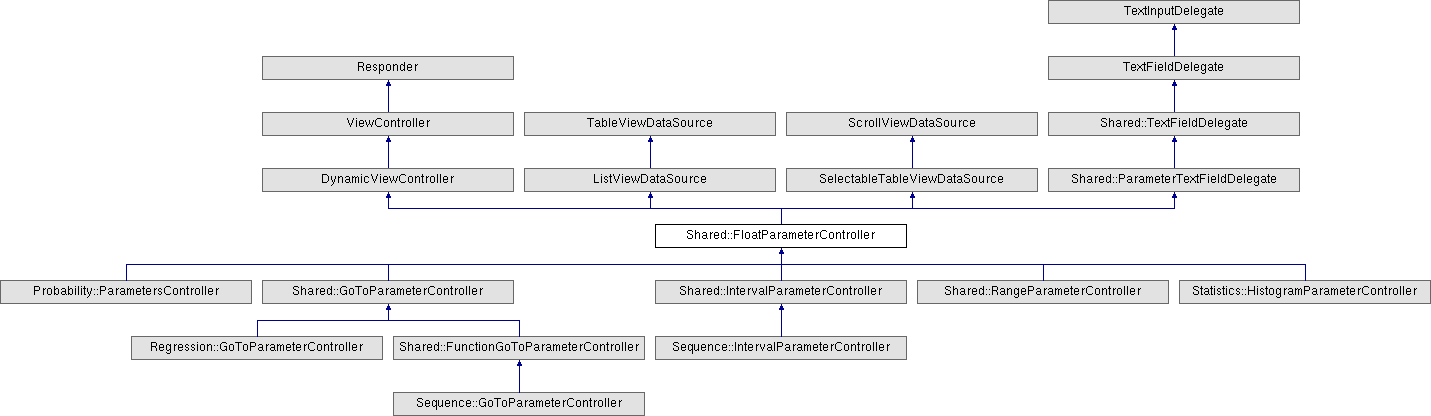 TextInputDelegate
Responder
TextFieldDelegate
ViewController
TableViewDataSource
ScrollViewDataSource
Shared::TextFieldDelegate
DynamicViewController
ListViewDataSource
SelectableTableViewDataSource
Shared::ParameterTextFieldDelegate
Shared::FloatParameterController
Probability::ParametersController
Shared::GoToParameterController
Shared::IntervalParameterController
Shared::RangeParameterController
Statistics::HistogramParameterController
Regression::GoToParameterController
Shared::FunctionGoToParameterController
Sequence::IntervalParameterController
Sequence::GoToParameterController